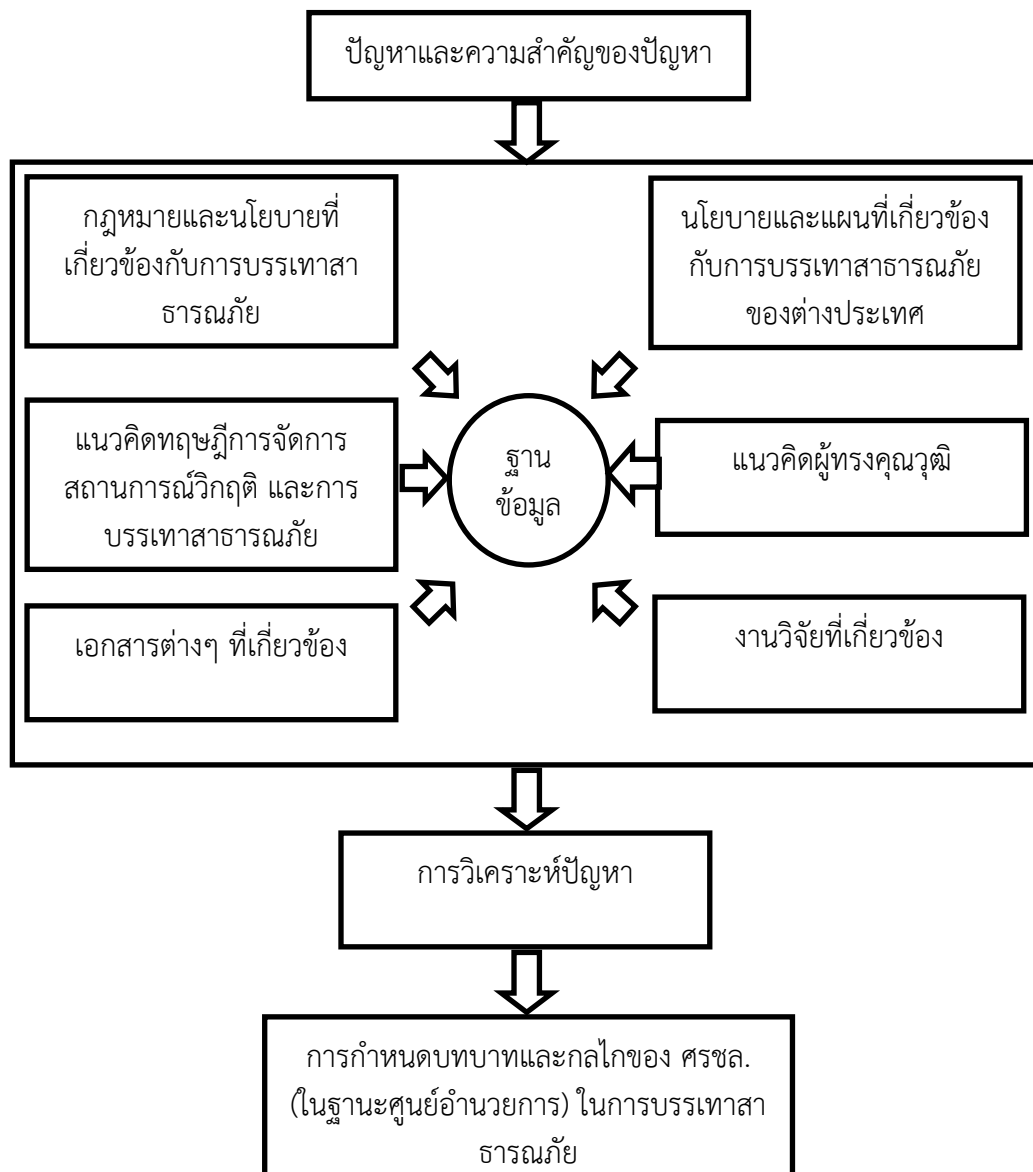 ปัญหาและความสำคัญของปัญหา
กฎหมายและนโยบายที่
เกี่ยวข้องกับการบรรเทาสา
ธารณภัย
นโยบายและแผนที่เกี่ยวข้อง
กับการบรรเทาสาธารณภัย
ของต่างประเทศ
แนวคิดทฤษฎีการจัดการ
สถานการณ์วิกฤติ และการ
บรรเทาสาธารณภัย
ฐาน
ข้อมูล
แนวคิดผู้ทรงคุณวุฒิ
เอกสารต่างๆ ที่เกี่ยวข้อง
งานวิจัยที่เกี่ยวข้อง
การวิเคราะห์ปัญหา
การกำหนดบทบาทและกลไกของ ศรชล.
(ในฐานะศูนย์อำนวยการ) ในการบรรเทาสา
ธารณภัย